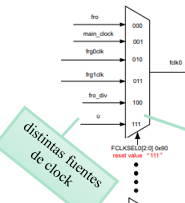 fro
000
main_clock
001
frg0clk
010
fclk0
frg1clk
011
fro_div
100
0
111
FCLKSEL0[2:0] 0x90
reset value "111"
distintas fuentes
de clock